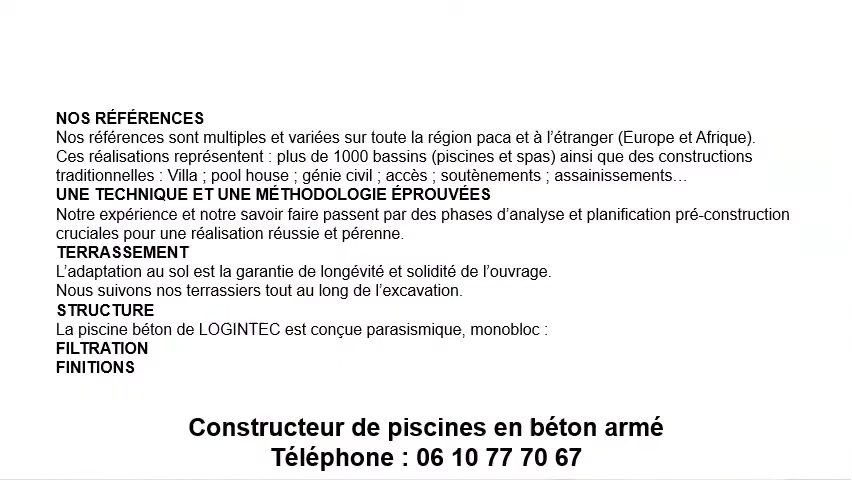 NOS RÉFÉRENCES
Nos références sont multiples et variées sur toute la région paca et à l’étranger (Europe et Afrique).
Ces réalisations représentent : plus de 1000 bassins (piscines et spas) ainsi que des constructions
traditionnelles : Villa ; pool house ; génie civil ; accès ; soutènements ; assainissements…
UNE TECHNIQUE ET UNE MÉTHODOLOGIE ÉPROUVÉES
Notre expérience et notre savoir faire passent par des phases d’analyse et planification pré-construction
cruciales pour une réalisation réussie et pérenne.
TERRASSEMENT
L’adaptation au sol est la garantie de longévité et solidité de l’ouvrage.
Nous suivons nos terrassiers tout au long de l’excavation.
STRUCTURE
La piscine béton de LOGINTEC est conçue parasismique, monobloc :
FILTRATION
FINITIONS
Constructeur de piscines en béton armé
Téléphone : 06 10 77 70 67